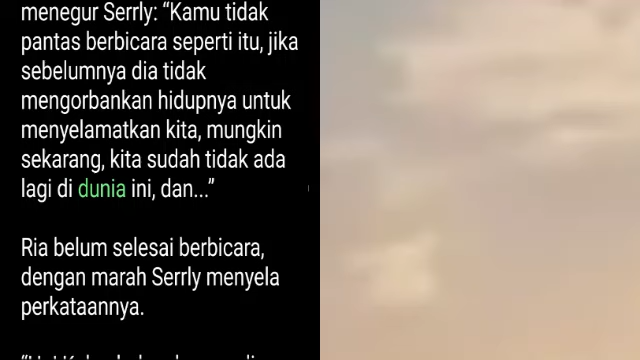 menegur Serrly: “Kamu tidak
pantas berbicara seperti itu, jika
sebelumnya dia tidak
mengorbankan hidupnya untuk
menyelamatkan kita, mungkin
sekarang, kita sudah tidak ada
lagi di dunia ini, dan...”
Ria belum selesai berbicara,
dengan marah Serrly menyela
perkataannya.